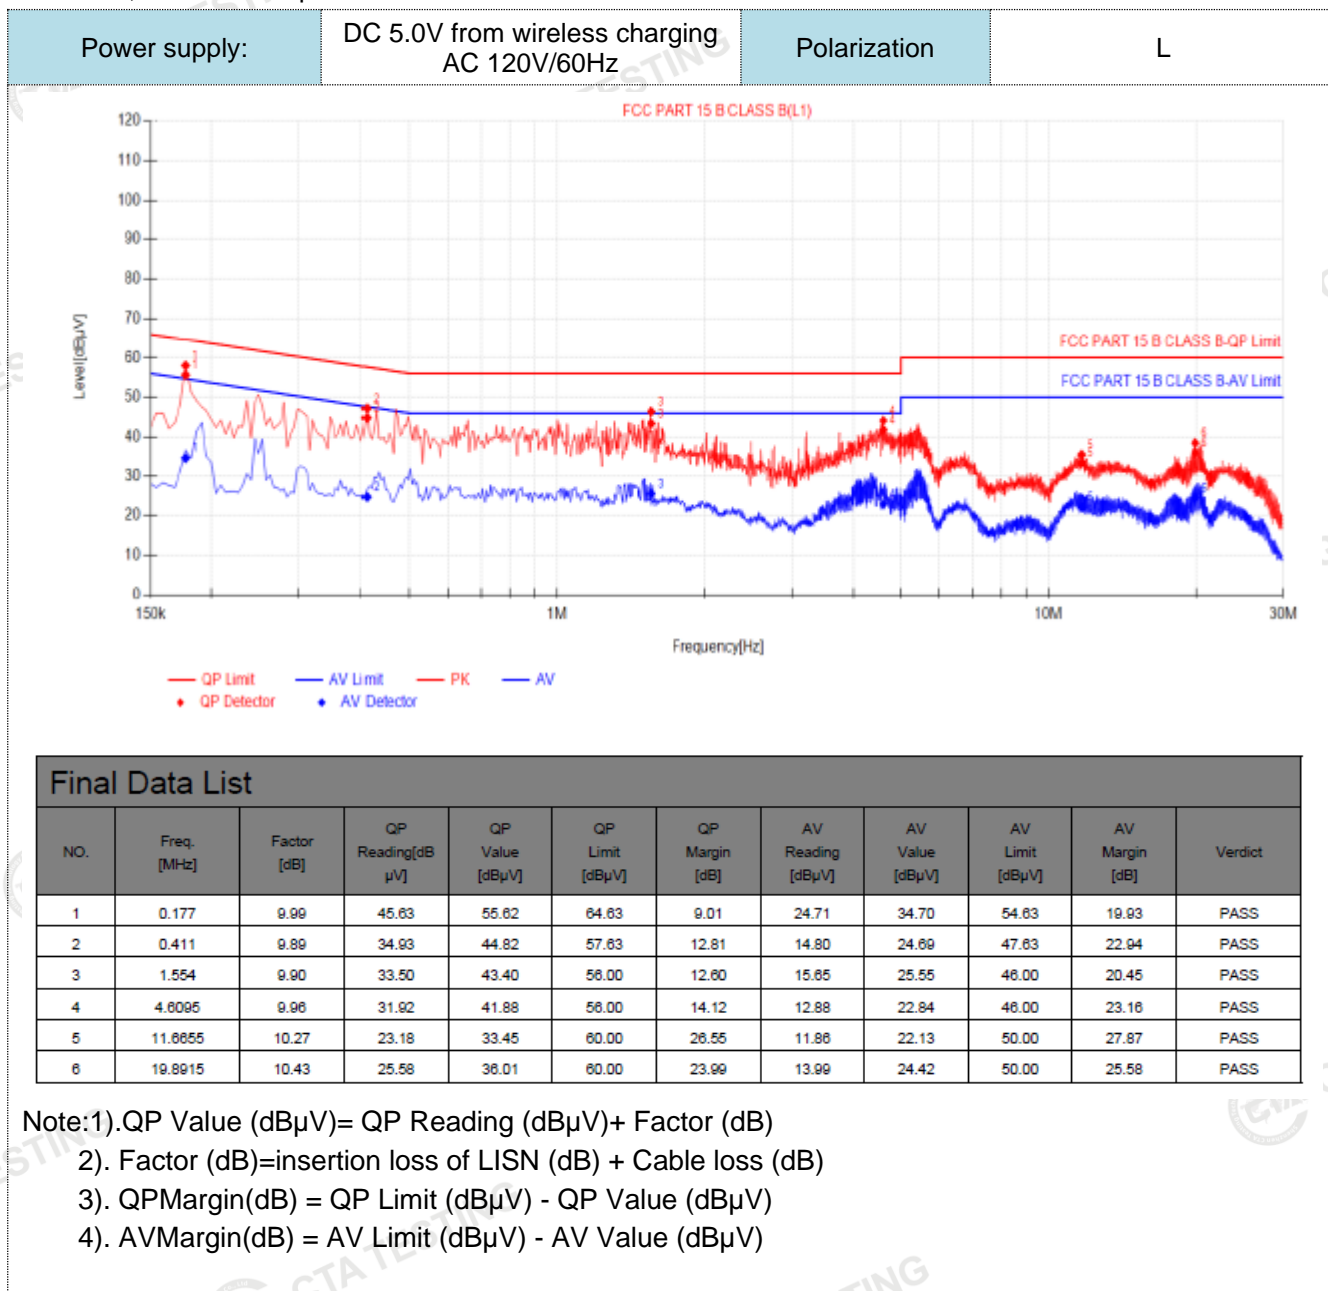 Power supply:
DC 5.0V from wireless charging
AC 120V/60Hz
Polarization
L
FCC PART 15 B CLASS B(L1)
120
110
100
90
80
70
60
50
40
30
20
10
0
Level[dBμV]
FCC PART 15 B CLASS B-QP Limit
FCC PART 15 B CLASS B-AV Limit
150k
1M
10M
30M
Frequency[Hz]
QP Limit AV Limit PK AV
QP Detector AV Detector
Final Data List
NO. Freq. [MHz] Factor [dB] QP Reading[dBμV] QP Value [dBμV] QP Limit [dBμV] QP Margin [dB] AV Reading [dBμV] AV Value [dBμV] AV Limit [dBμV] AV Margin [dB] Verdict
1 0.177 9.99 45.63 55.62 64.63 9.01 24.71 34.70 54.63 19.93 PASS
2 0.411 9.89 34.93 44.82 57.63 12.81 14.80 24.69 47.63 22.94 PASS
3 1.554 9.90 33.50 43.40 56.00 12.60 15.65 25.55 46.00 20.45 PASS
4 4.6095 9.96 31.92 41.88 56.00 14.12 12.88 22.84 46.00 23.16 PASS
5 11.6655 10.27 23.18 33.45 60.00 26.55 11.86 22.13 50.00 27.87 PASS
6 19.8915 10.43 25.58 36.01 60.00 23.99 13.99 24.42 50.00 25.58 PASS
Note:1).QP Value (dBμV)= QP Reading (dBμV)+ Factor (dB)
2). Factor (dB)=insertion loss of LISN (dB) + Cable loss (dB)
3). QPMargin(dB) = QP Limit (dBμV) - QP Value (dBμV)
4). AVMargin(dB) = AV Limit (dBμV) - AV Value (dBμV)
CTA TESTING